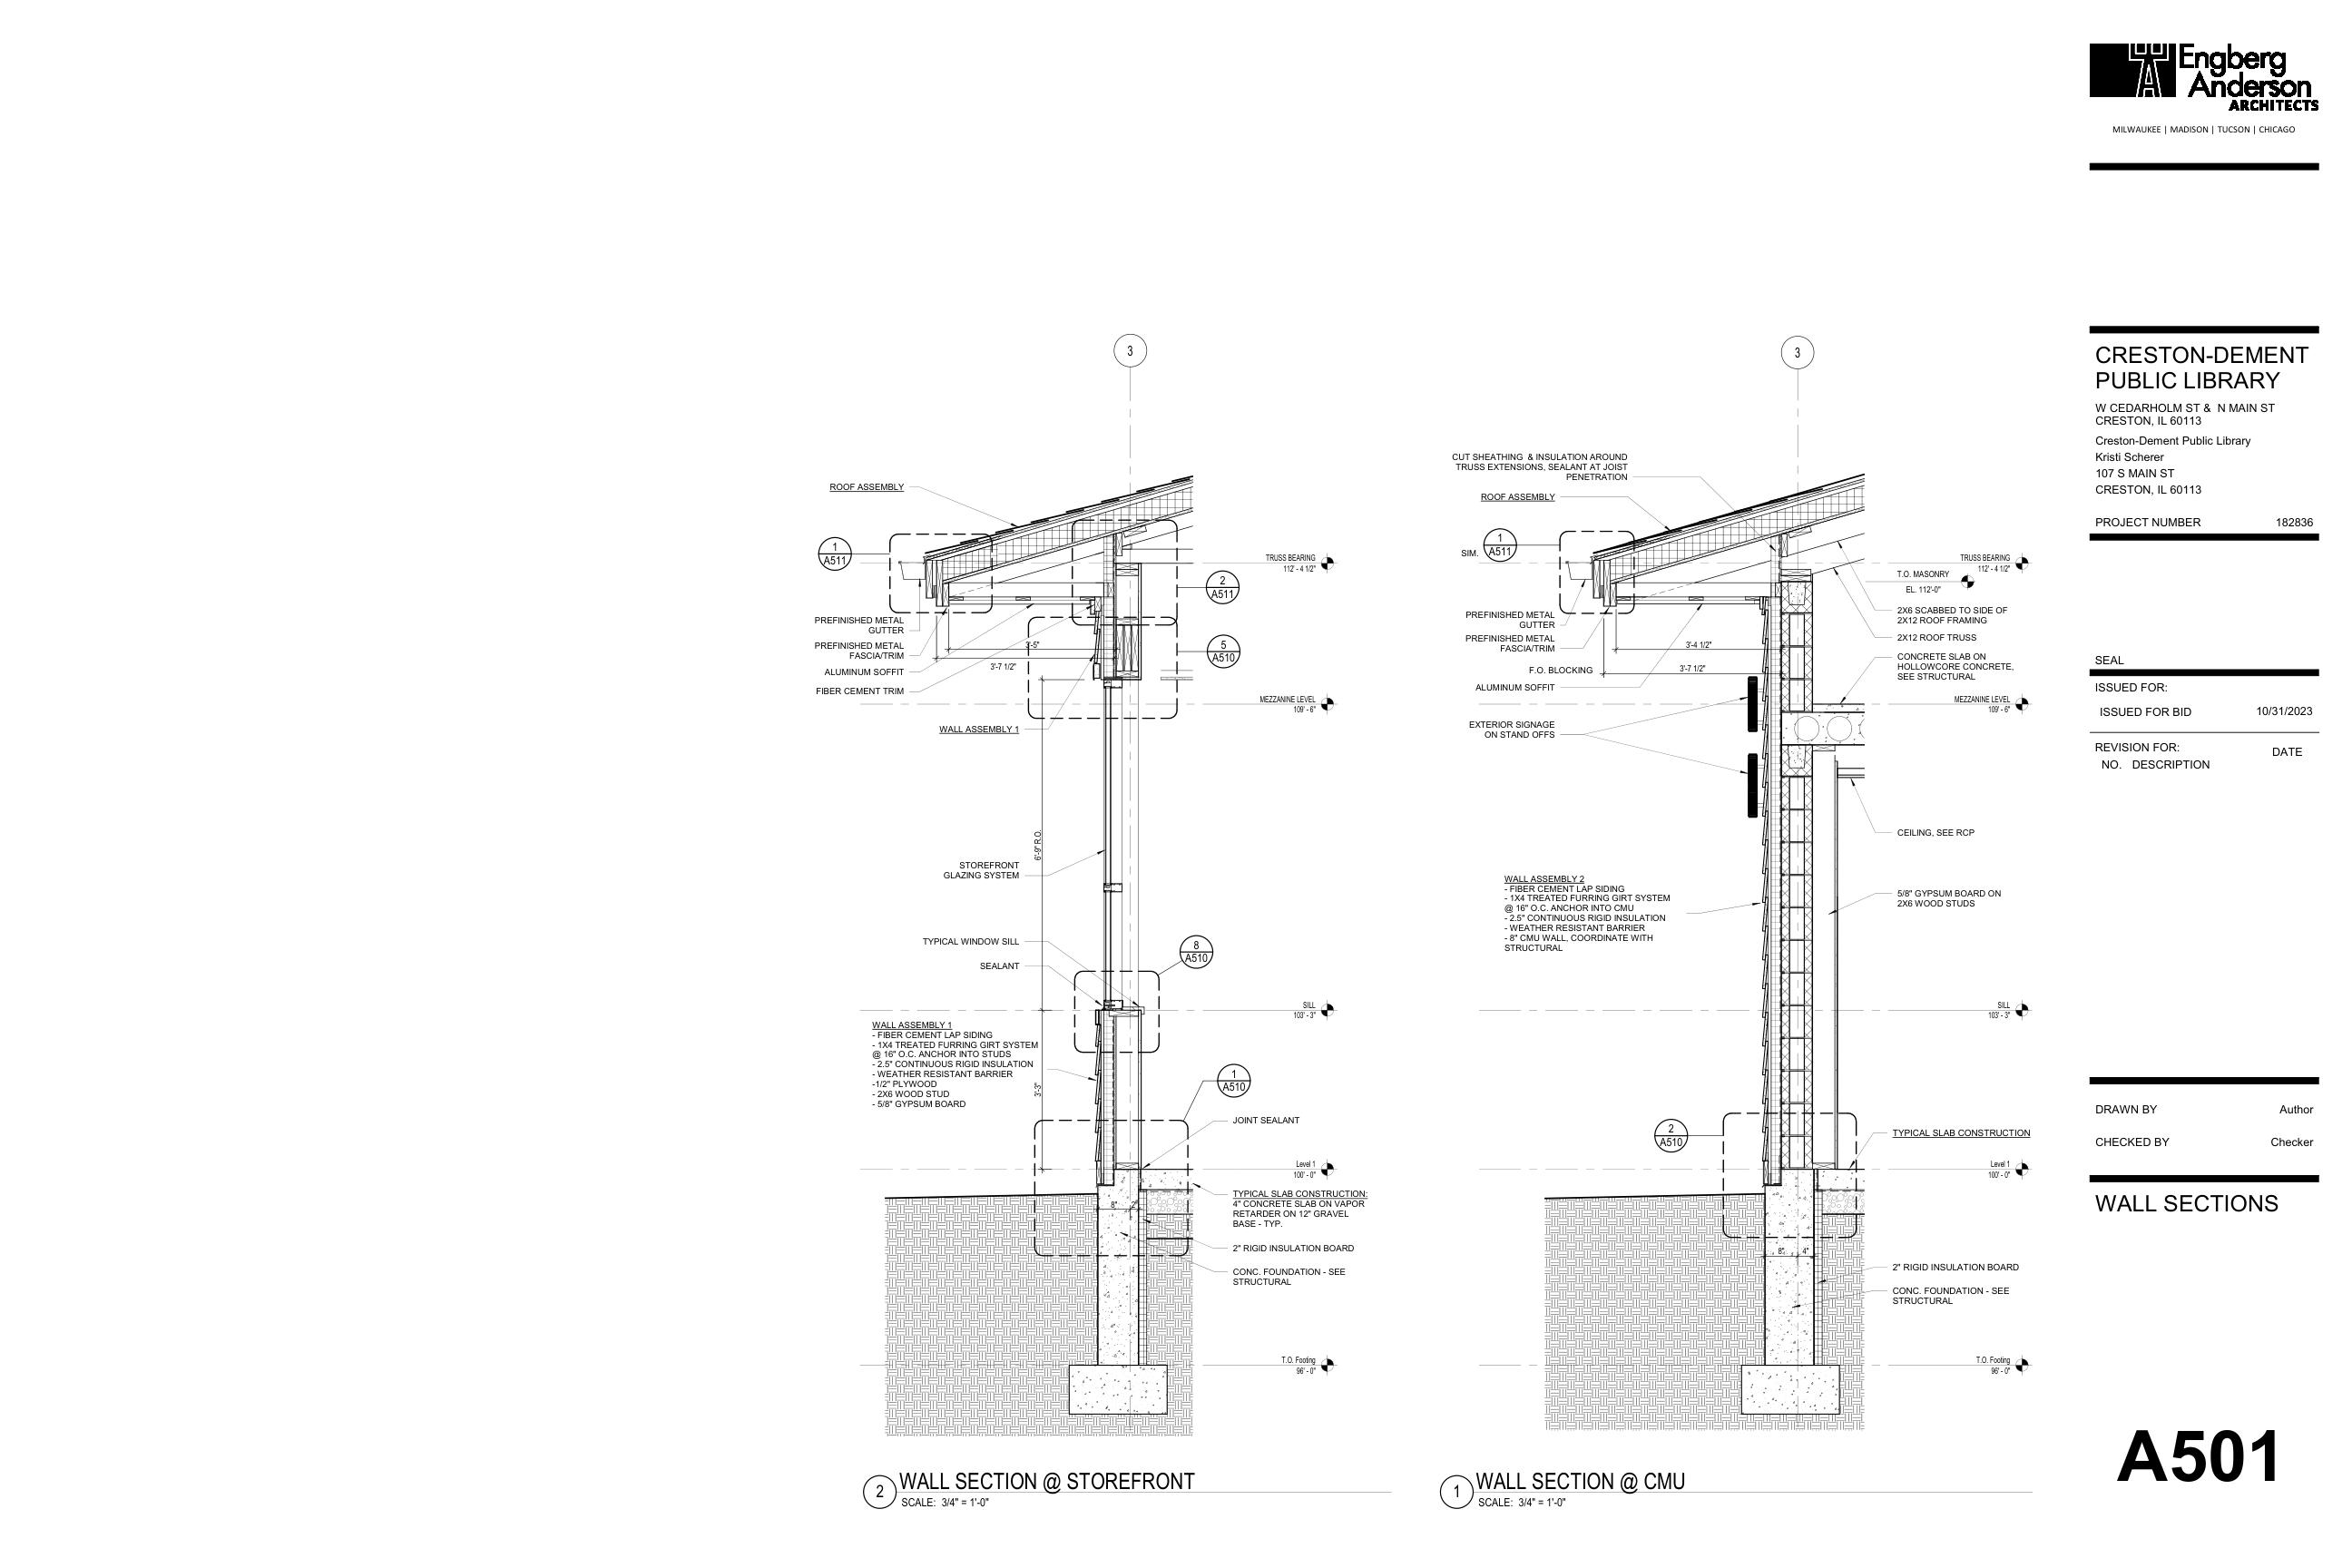 Engberg
Anderson
ARCHITECTS
MILWAUKEE | MADISON | TUCSON | CHICAGO
CRESTON-DEMENT
PUBLIC LIBRARY
W CEDARHOLM ST & N MAIN ST
CRESTON, IL 60113
Creston-Dement Public Library
Kristi Scherer
107 S MAIN ST
CRESTON, IL 60113
PROJECT NUMBER 182836
SEAL
ISSUED FOR:
ISSUED FOR BID 10/31/2023
REVISION FOR:
NO. DESCRIPTION DATE
DRAWN BY Author
CHECKED BY Checker
WALL SECTIONS
A501
3
ROOF ASSEMBLY
1
A511
TRUSS BEARING
112' - 4 1/2"
2
A511
PREFINISHED METAL
GUTTER
PREFINISHED METAL
FASCIA/TRIM
ALUMINUM SOFFIT
FIBER CEMENT TRIM
3'-5"
3'-7 1/2"
5
A510
MEZZANINE LEVEL
109' - 6"
WALL ASSEMBLY 1
6'-9" R.O.
STOREFRONT
GLAZING SYSTEM
TYPICAL WINDOW SILL
SEALANT
8
A510
SILL
103' - 3"
WALL ASSEMBLY 1
- FIBER CEMENT LAP SIDING
- 1X4 TREATED FURRING GIRT SYSTEM
@ 16" O.C. ANCHOR INTO STUDS
- 2.5" CONTINUOUS RIGID INSULATION
- WEATHER RESISTANT BARRIER
-1/2" PLYWOOD
- 2X6 WOOD STUD
- 5/8" GYPSUM BOARD
3'-3"
1
A510
JOINT SEALANT
Level 1
100' - 0"
TYPICAL SLAB CONSTRUCTION:
4" CONCRETE SLAB ON VAPOR
RETARDER ON 12" GRAVEL
BASE - TYP.
8"
2" RIGID INSULATION BOARD
CONC. FOUNDATION - SEE
STRUCTURAL
T.O. Footing
96' - 0"
2
WALL SECTION @ STOREFRONT
SCALE: 3/4" = 1'-0"
3
CUT SHEATHING & INSULATION AROUND
TRUSS EXTENSIONS, SEALANT AT JOIST
PENETRATION
ROOF ASSEMBLY
1
A511
SIM.
TRUSS BEARING
112' - 4 1/2"
T.O. MASONRY
EL. 112'-0"
2X6 SCABBED TO SIDE OF
2X12 ROOF FRAMING
2X12 ROOF TRUSS
CONCRETE SLAB ON
HOLLOWCORE CONCRETE,
SEE STRUCTURAL
PREFINISHED METAL
GUTTER
PREFINISHED METAL
FASCIA/TRIM
F.O. BLOCKING
ALUMINUM SOFFIT
3'-4 1/2"
3'-7 1/2"
MEZZANINE LEVEL
109' - 6"
EXTERIOR SIGNAGE
ON STAND OFFS
CEILING, SEE RCP
WALL ASSEMBLY 2
- FIBER CEMENT LAP SIDING
- 1X4 TREATED FURRING GIRT SYSTEM
@ 16" O.C. ANCHOR INTO CMU
- 2.5" CONTINUOUS RIGID INSULATION
- WEATHER RESISTANT BARRIER
- 8" CMU WALL, COORDINATE WITH
STRUCTURAL
5/8" GYPSUM BOARD ON
2X6 WOOD STUDS
SILL
103' - 3"
2
A510
TYPICAL SLAB CONSTRUCTION
Level 1
100' - 0"
8" 4"
2" RIGID INSULATION BOARD
CONC. FOUNDATION - SEE
STRUCTURAL
T.O. Footing
96' - 0"
1
WALL SECTION @ CMU
SCALE: 3/4" = 1'-0"